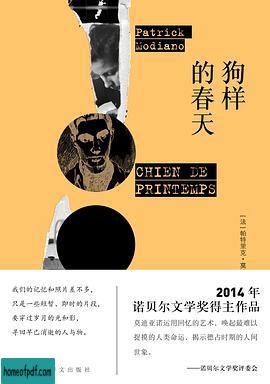 Patrick
Modiano
狗样
的春天
CHIEN DE
PRINTEMPS
[法] 帕特里克·莫
我们的记忆和照片差不多，
只是一些短暂、即时的片段，
要穿过岁月的光和影，
寻回早已消逝的人与物。
2014 年
诺贝尔文学奖得主作品
莫迪亚诺运用回忆的艺术，唤起最难以
捉摸的人类命运，揭示德占时期的人间
世象。
——诺贝尔文学奖评委会
文出版社
homeofpdf.com